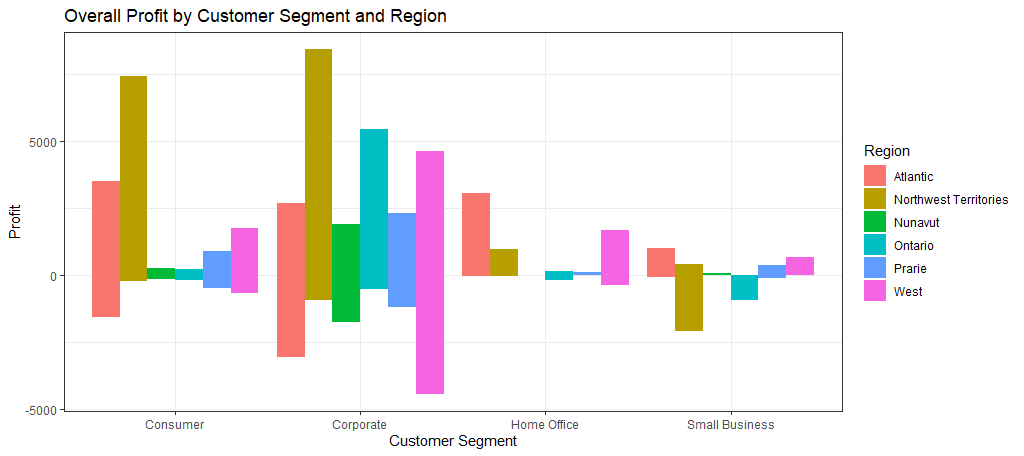 Overall Profit by Customer Segment and Region
Profit
5000
0
-5000
Consumer
Corporate
Home Office
Small Business
Customer Segment
Region
Atlantic
Northwest Territories
Nunavut
Ontario
Prarie
West